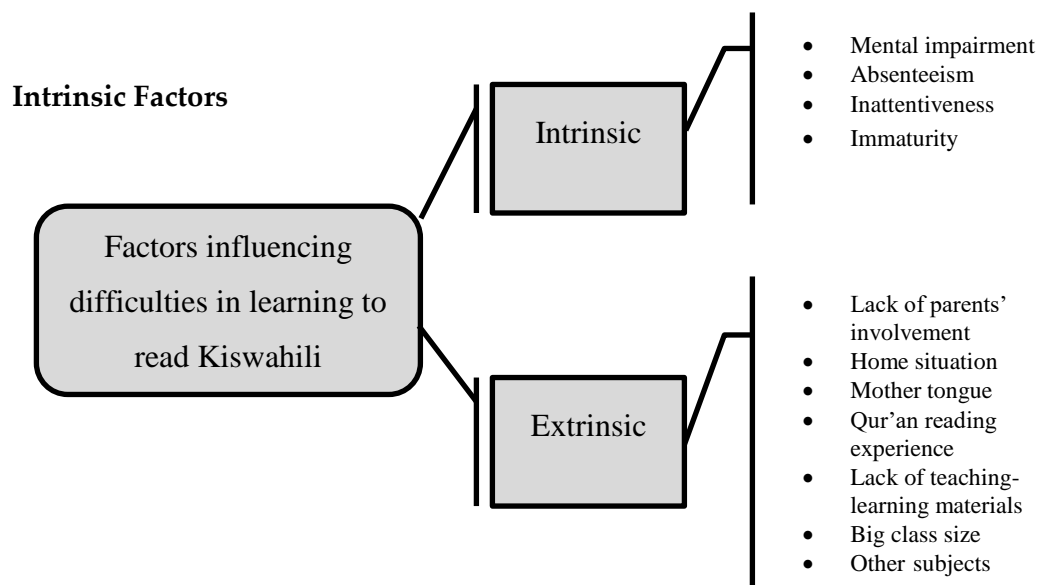 Intrinsic Factors
Factors influencing
difficulties in learning to
read Kiswahili
Intrinsic
• Mental impairment
• Absenteeism
• Inattentiveness
• Immaturity
Extrinsic
• Lack of parents’
involvement
• Home situation
• Mother tongue
• Qur’an reading
experience
• Lack of teaching-
learning materials
• Big class size
• Other subjects